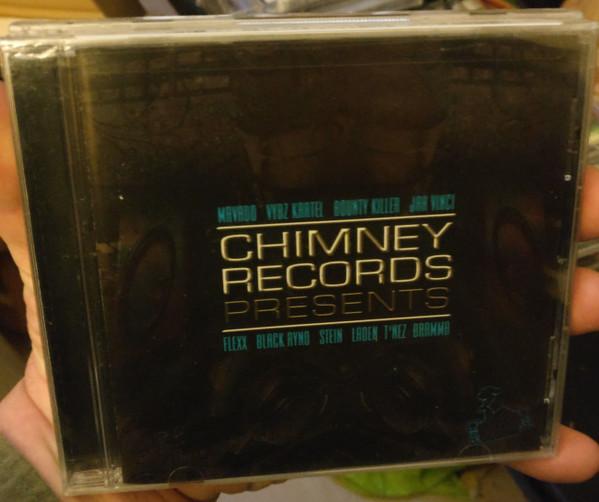 MAVADO VYBZ KARTEL BOUNTY KILLER JAH VINCI
CHIMNEY
RECORDS
PRESENTS
FLEXX BLACK RYNO STEIN LADEN T'NEZ BRAMMA